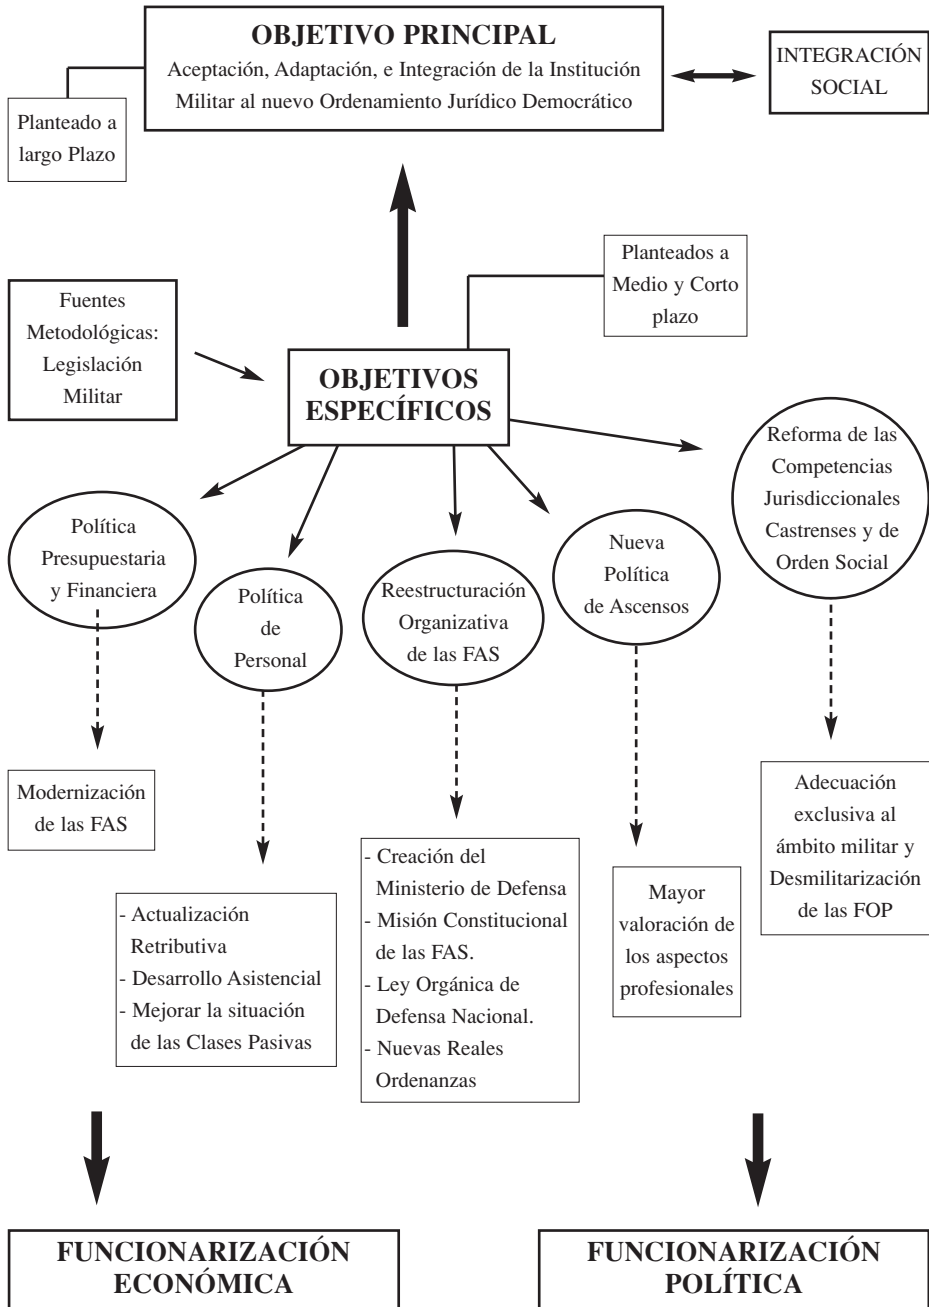 OBJETIVO PRINCIPAL
Aceptación, Adaptación, e Integración de la Institución
Militar al nuevo Ordenamiento Jurídico Democrático
INTEGRACIÓN
SOCIAL
Planteado a
largo Plazo
Planteados a
Medio y Corto
plazo
Fuentes
Metodológicas:
Legislación
Militar
OBJETIVOS
ESPECÍFICOS
Política
Presupuestaria
y Financiera
Política
de
Personal
Reestructuración
Organizativa
de las FAS
Nueva
Política
de Ascensos
Reforma de las
Competencias
Jurisdiccionales
Castrenses y de
Orden Social
Modernización
de las FAS
- Actualización
Retributiva
- Desarrollo Asistencial
- Mejorar la situación
de las Clases Pasivas
- Creación del
Ministerio de Defensa
- Misión Constitucional
de las FAS.
- Ley Orgánica de
Defensa Nacional.
- Nuevas Reales
Ordenanzas
Mayor
valoración de
los aspectos
profesionales
Adecuación
exclusiva al
ámbito militar y
Desmilitarización
de las FOP
FUNCIONARIZACIÓN
ECONÓMICA
FUNCIONARIZACIÓN
POLÍTICA